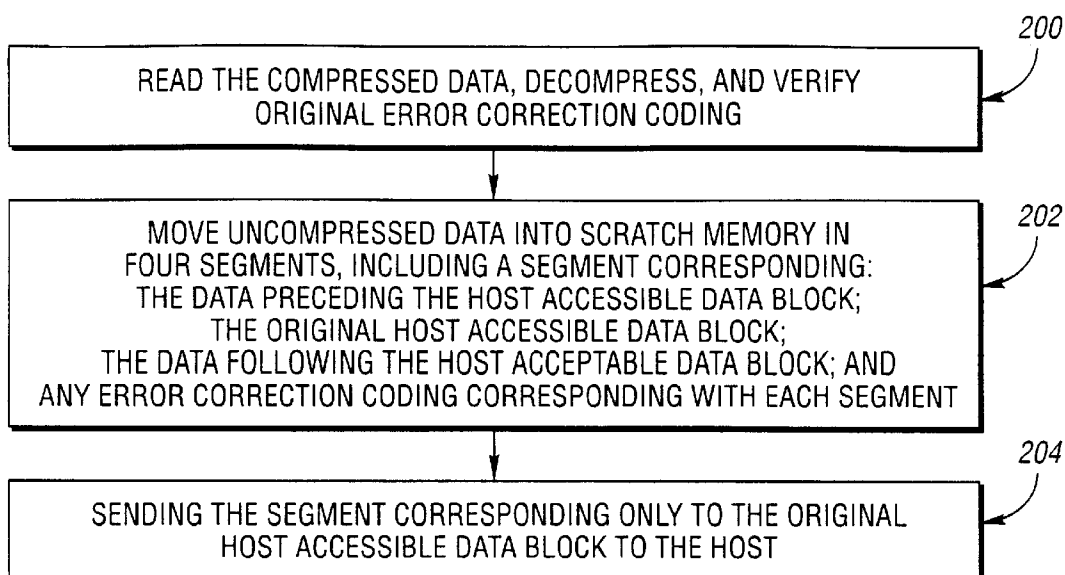 200
READ THE COMPRESSED DATA, DECOMPRESS, AND VERIFY
ORIGINAL ERROR CORRECTION CODING
202
MOVE UNCOMPRESSED DATA INTO SCRATCH MEMORY IN
FOUR SEGMENTS, INCLUDING A SEGMENT CORRESPONDING:
THE DATA PRECEDING THE HOST ACCESSIBLE DATA BLOCK;
THE ORIGINAL HOST ACCESSIBLE DATA BLOCK;
THE DATA FOLLOWING THE HOST ACCEPTABLE DATA BLOCK; AND
ANY ERROR CORRECTION CODING CORRESPONDING WITH EACH SEGMENT
204
SENDING THE SEGMENT CORRESPONDING ONLY TO THE ORIGINAL
HOST ACCESSIBLE DATA BLOCK TO THE HOST